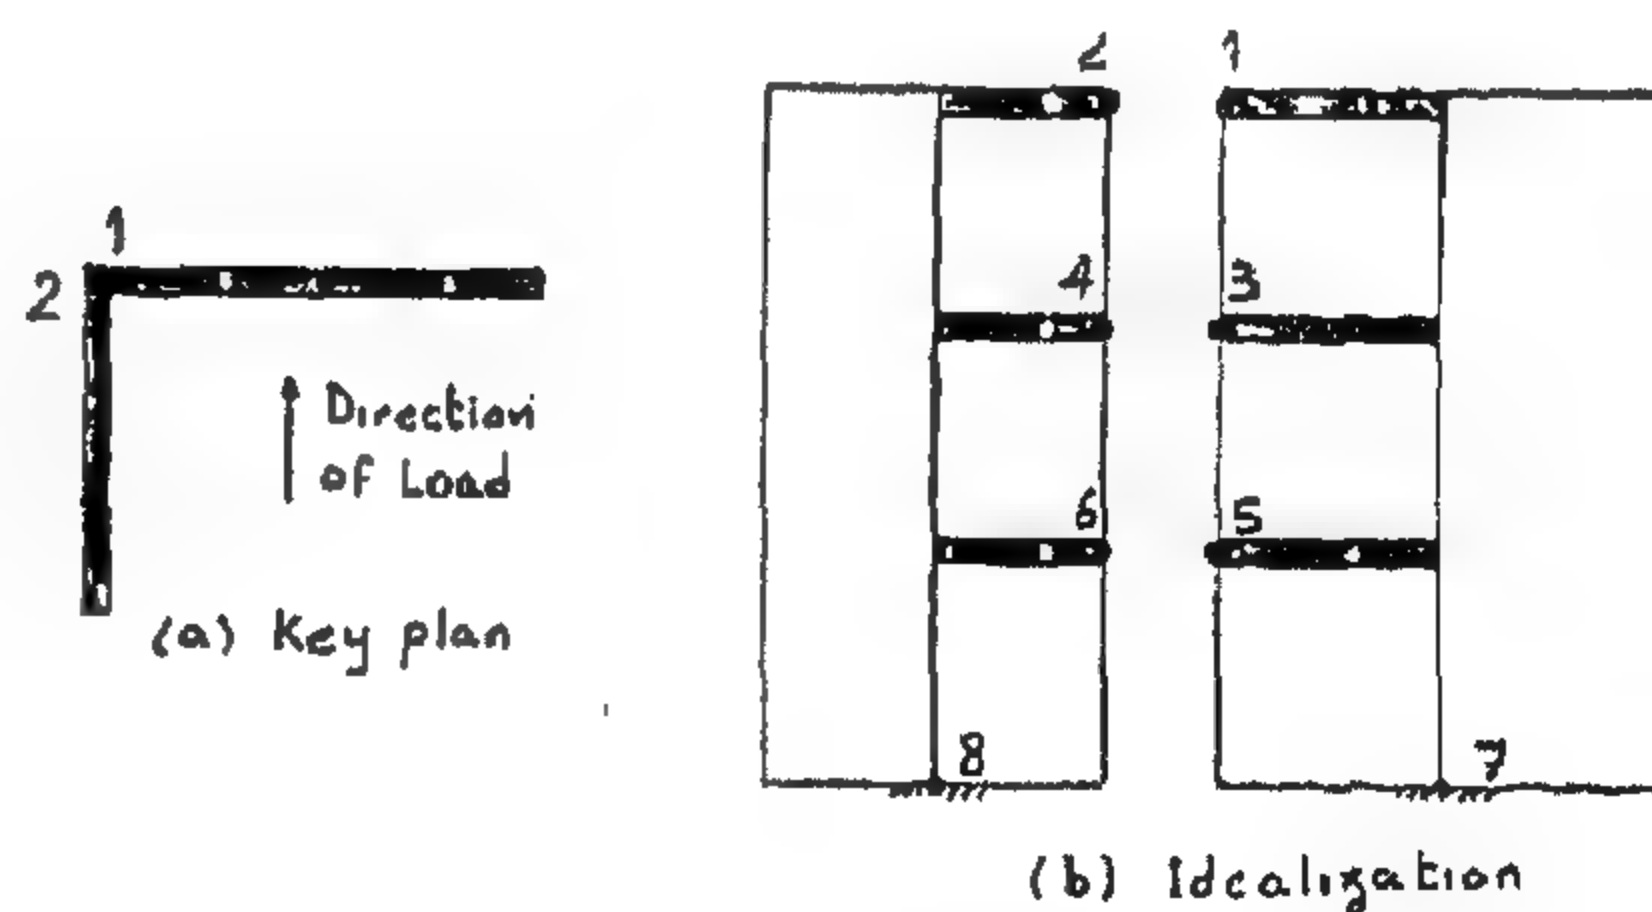 1
2
Direction
of Load
(a) Key plan
2 1
4 3
6 5
8 7
(b) Idealization